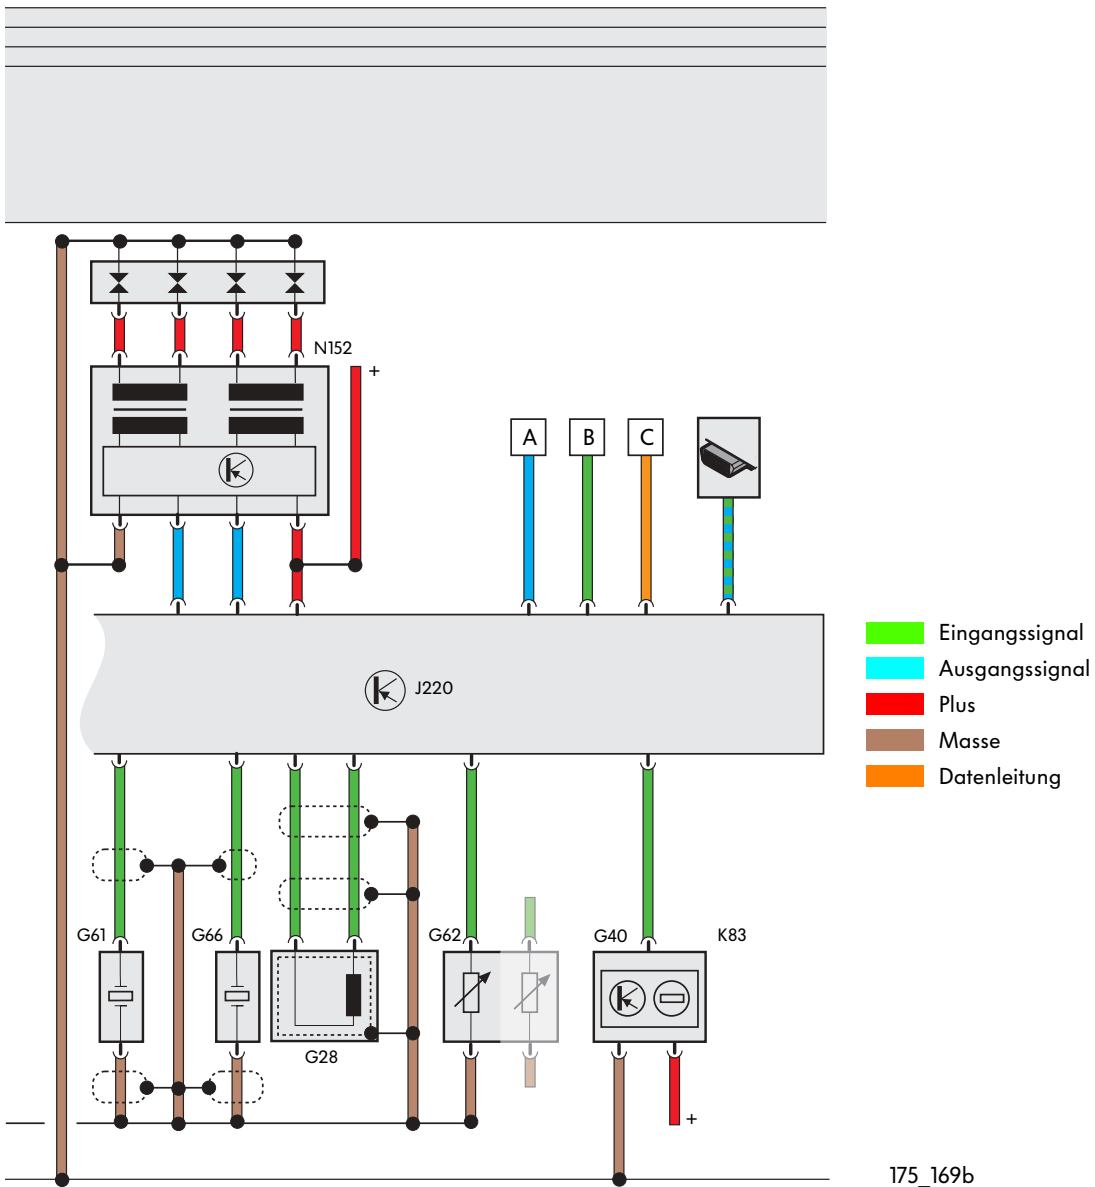 N152
+
A B C
J220
Eingangssignal
Ausgangssignal
Plus
Masse
Datenleitung
G61 G66 G62 G40 K83
G28
+
175_169b